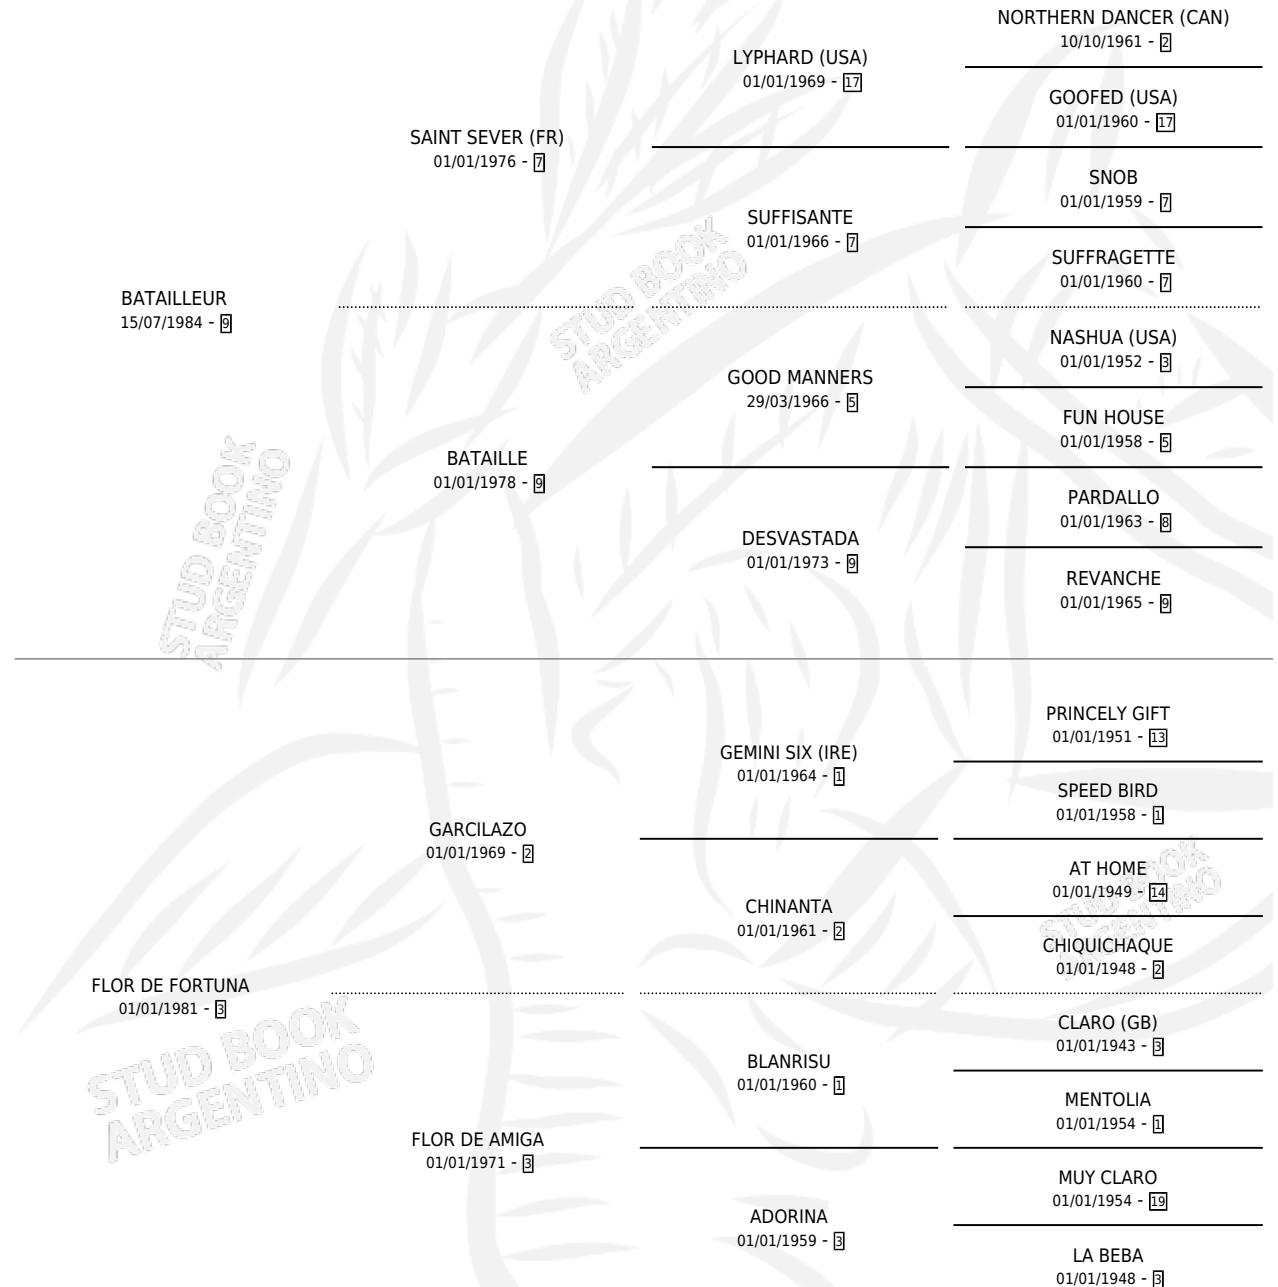 NORTHERN DANCER (CAN)
10/10/1961 - 2
LYPHARD (USA)
01/01/1969 - 17
GOOFED (USA)
01/01/1960 - 17
SAINT SEVER (FR)
01/01/1976 - 7
SNOB
01/01/1959 - 7
SUFFISANTE
01/01/1966 - 7
SUFFRAGETTE
01/01/1960 - 7
BATAILLEUR
15/07/1984 - 9
STUD BOOK
ARGENTINO
NASHUA (USA)
01/01/1952 - 3
GOOD MANNERS
29/03/1966 - 5
FUN HOUSE
01/01/1958 - 5
BATAILLE
01/01/1978 - 9
PARDALLO
01/01/1963 - 8
DESVASTADA
01/01/1973 - 9
REVANCHE
01/01/1965 - 9
STUD BOOK
ARGENTINO
PRINCELY GIFT
01/01/1951 - 13
GEMINI SIX (IRE)
01/01/1964 - 1
SPEED BIRD
01/01/1958 - 1
GARCILAZO
01/01/1969 - 2
AT HOME
01/01/1949 - 14
CHINANTA
01/01/1961 - 2
STUD BOOK
ARGENTINO
CHIQUICHAQUE
01/01/1948 - 2
FLOR DE FORTUNA
01/01/1981 - 3
STUD BOOK
ARGENTINO
CLARO (GB)
01/01/1943 - 3
BLANRISU
01/01/1960 - 1
MENTOLIA
01/01/1954 - 1
FLOR DE AMIGA
01/01/1971 - 3
MUY CLARO
01/01/1954 - 19
ADORINA
01/01/1959 - 3
LA BEBA
01/01/1948 - 3